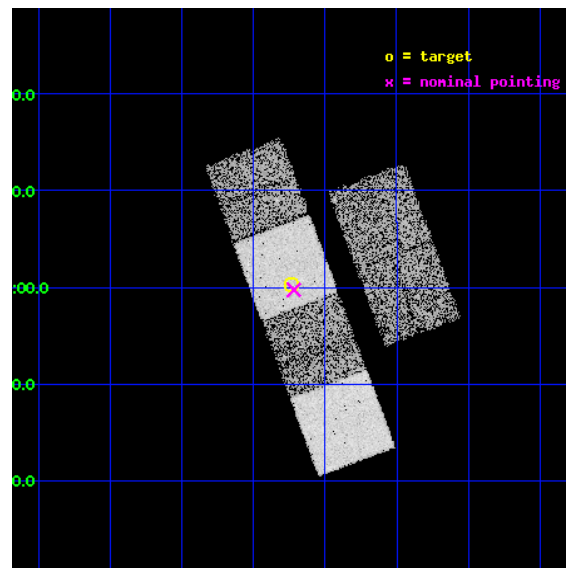 o = target
x = nominal pointing
0.0
0.0
:00.0
0.0
0.0